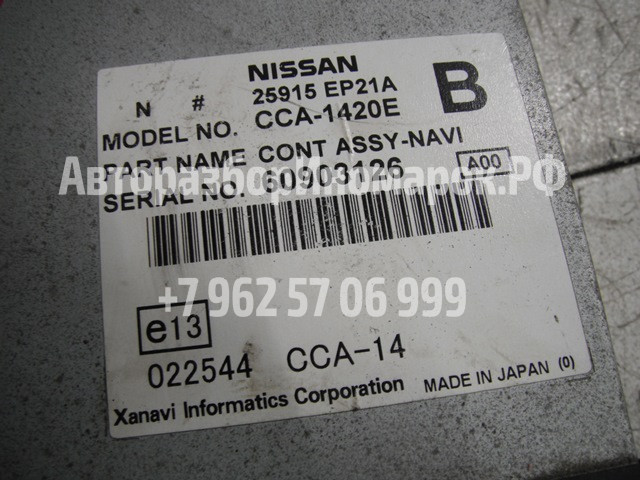 NISSAN
N # 25915 EP21A
B
MODEL NO. CCA-1420E
PART NAME CONT ASSY-NAVI
АвторазборИномарок.РФ
SERIAL NO. 60903126
A00
+7 962 57 06 999
e13
022544 CCA-14
Xanavi Informatics Corporation MADE IN JAPAN (0)